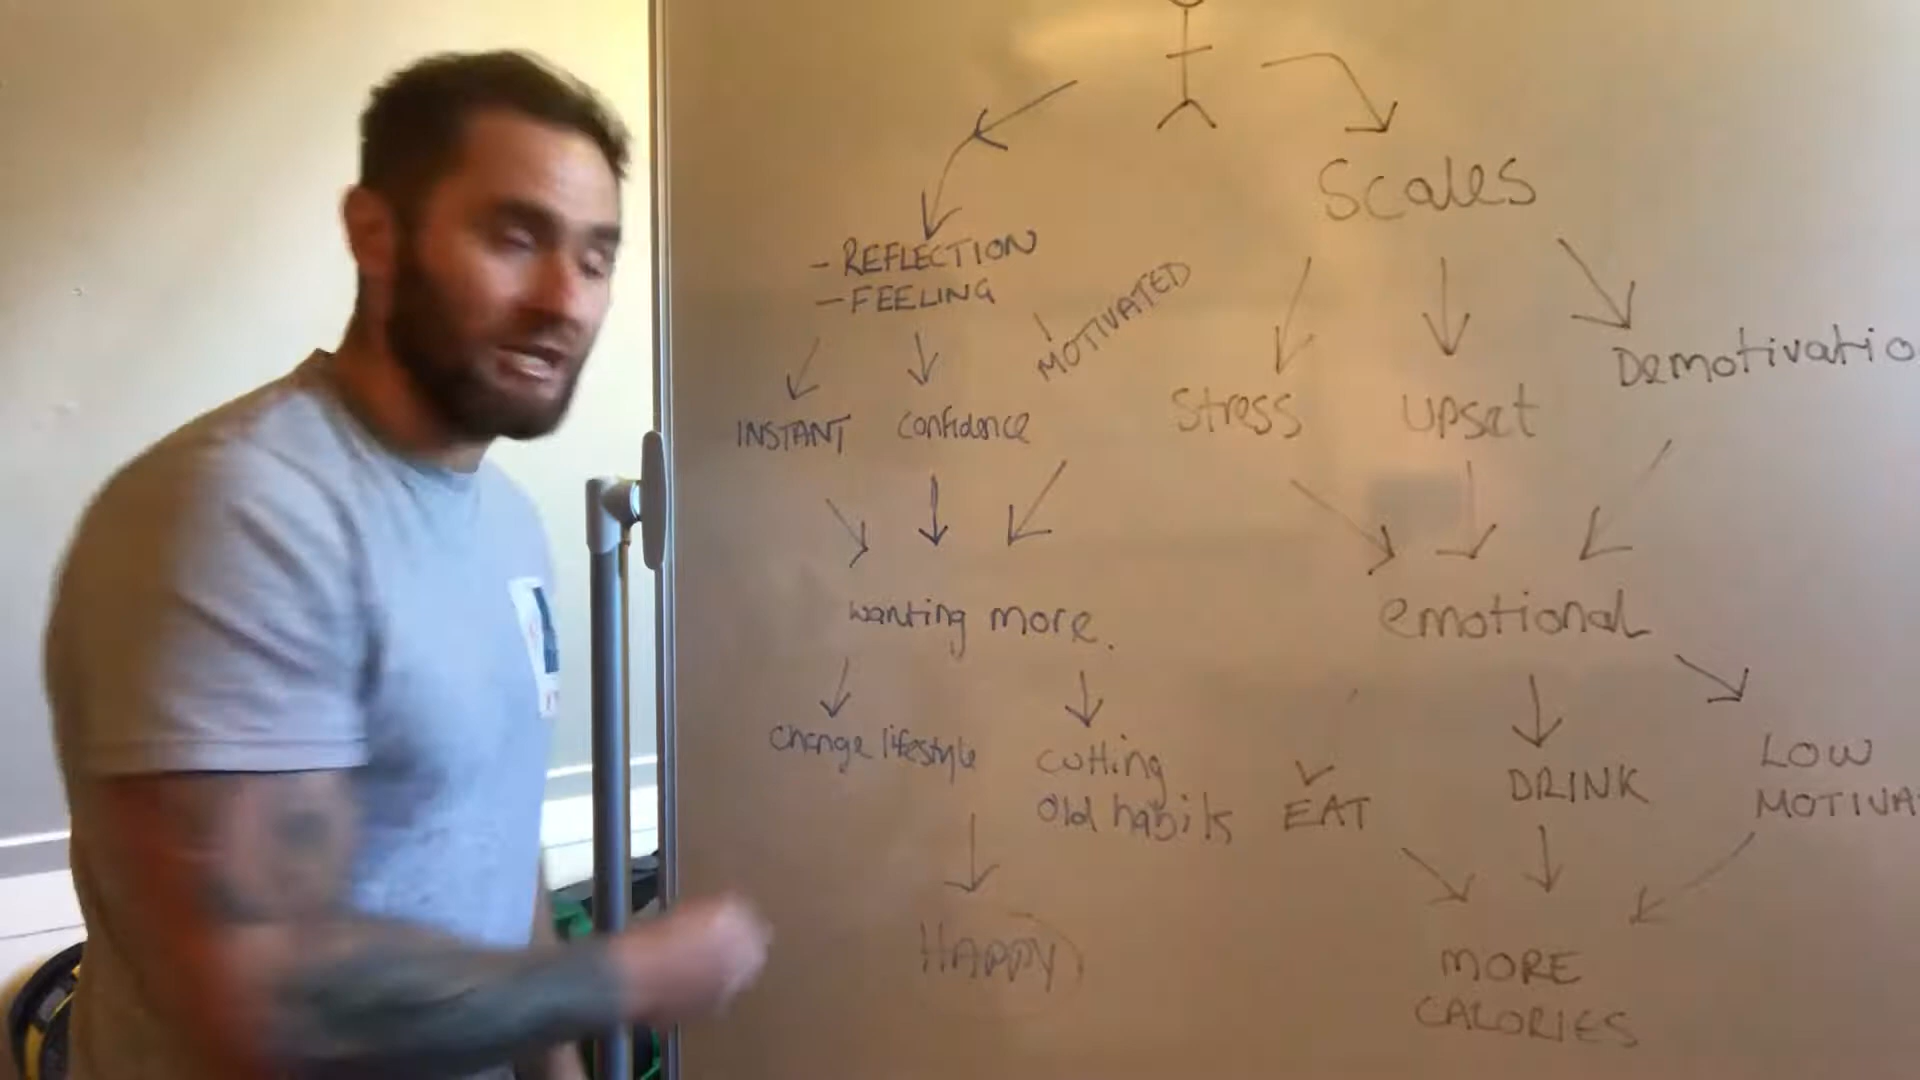 Scales
- REFLECTION
- FEELING
MOTIVATED
Demotivatio
INSTANT
Confidence
Stress
Upset
wanting more.
emotional
change lifestyle
cutting
old habits
EAT
DRINK
LOW
MOTIVA
HAPPY
MORE
CALORIES